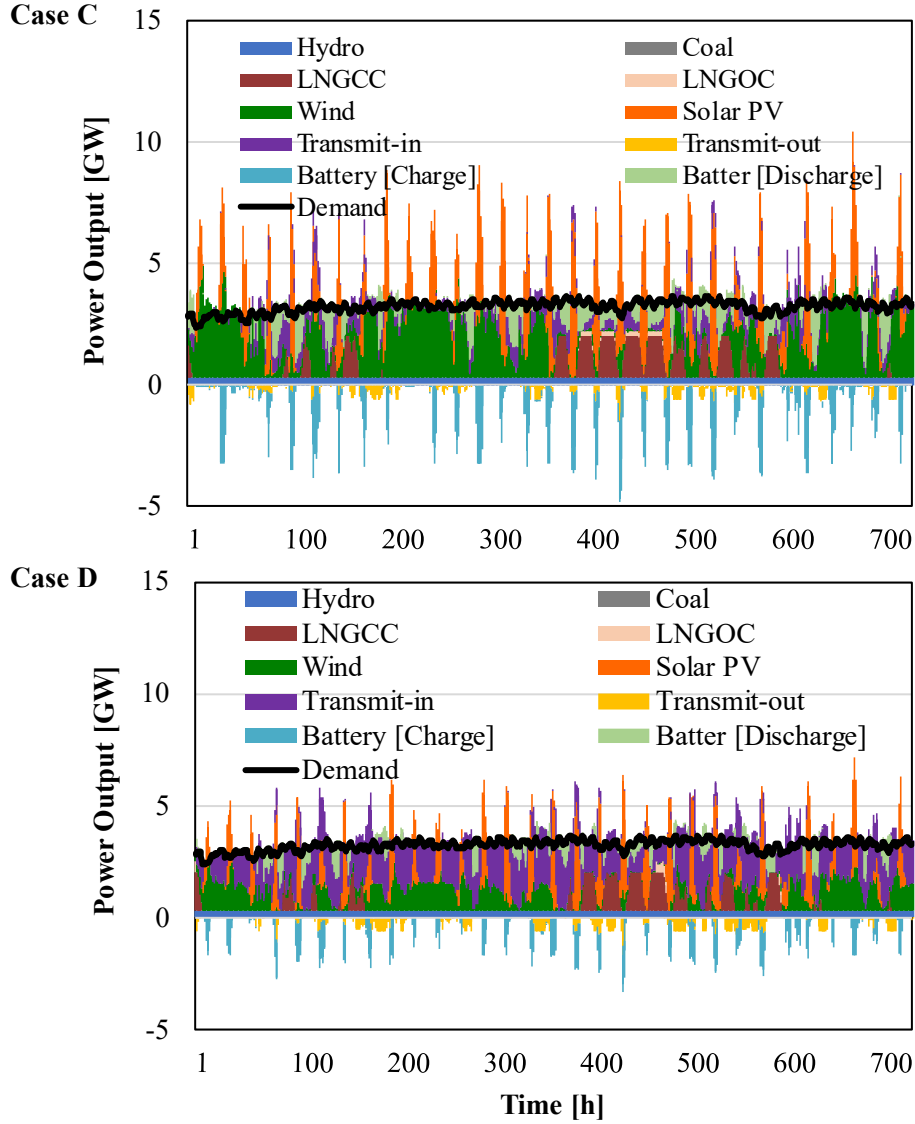 Case C
15
10
5
0
-5
Power Output [GW]
Hydro
Coal
LNGCC
LNGOC
Wind
Solar PV
Transmit-in
Transmit-out
Battery [Charge]
Batter [Discharge]
Demand
1 100 200 300 400 500 600 700
Case D
15
10
5
0
-5
Power Output [GW]
Hydro
Coal
LNGCC
LNGOC
Wind
Solar PV
Transmit-in
Transmit-out
Battery [Charge]
Batter [Discharge]
Demand
1 100 200 300 400 500 600 700
Time [h]